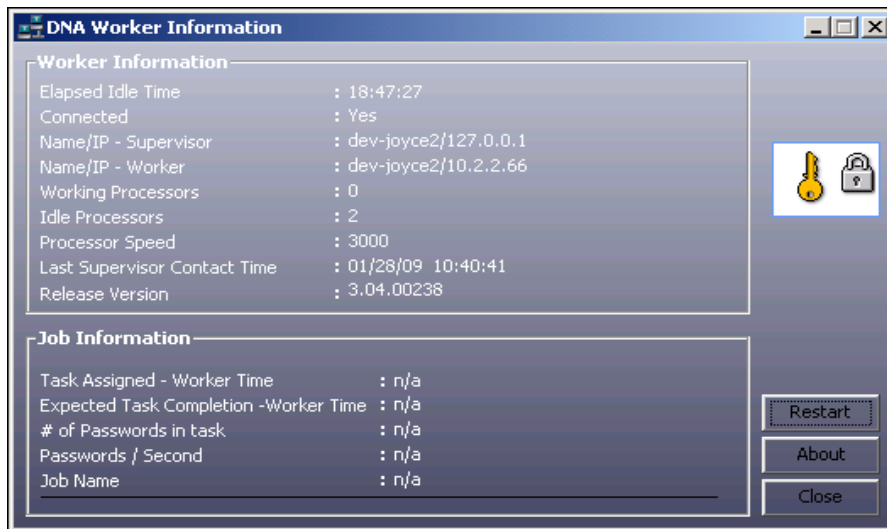 DNA Worker Information
Worker Information
Elapsed Idle Time : 18:47:27
Connected : Yes
Name/IP - Supervisor : dev-joyce2/127.0.0.1
Name/IP - Worker : dev-joyce2/10.2.2.66
Working Processors : 0
Idle Processors : 2
Processor Speed : 3000
Last Supervisor Contact Time : 01/28/09 10:40:41
Release Version : 3.04.00238
Job Information
Task Assigned - Worker Time : n/a
Expected Task Completion -Worker Time : n/a
# of Passwords in task : n/a
Passwords / Second : n/a
Job Name : n/a
Restart
About
Close